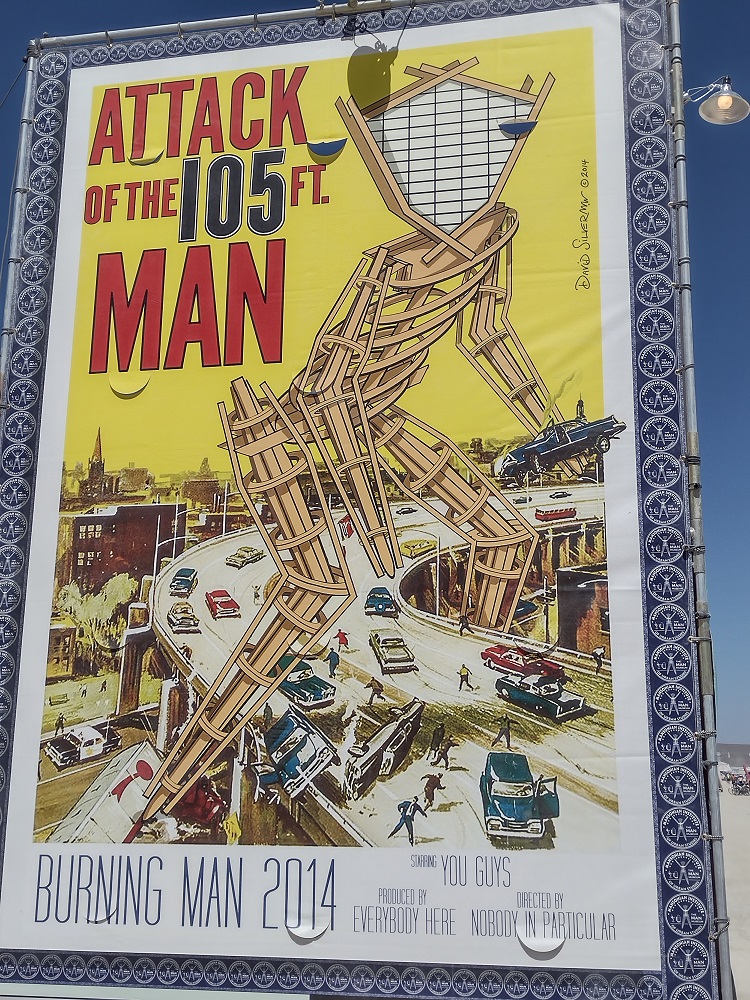 ATTACK
OF THE 105 FT.
MAN
DAVID SILVERMAN ©2014
BURNING MAN 2014
STARRING YOU GUYS
PRODUCED BY
EVERYBODY HERE
DIRECTED BY
NOBODY IN PARTICULAR